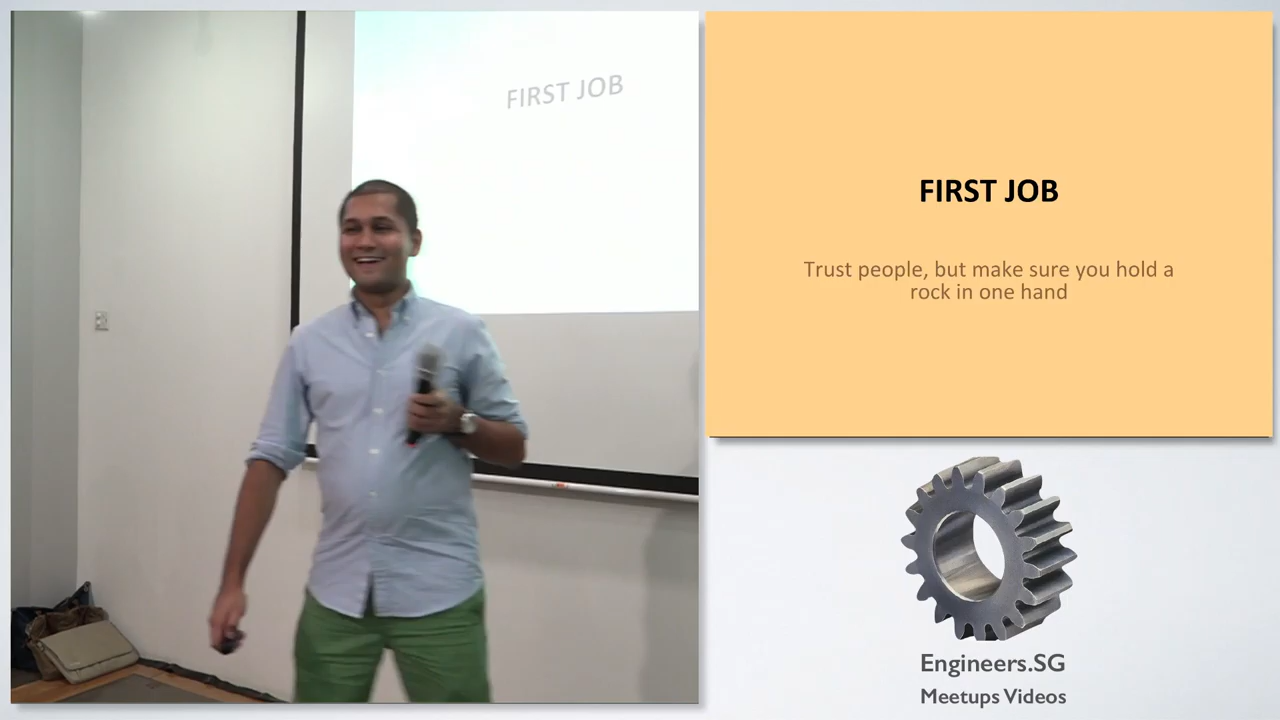 FIRST JOB
FIRST JOB
Trust people, but make sure you hold a
rock in one hand
Engineers.SG
Meetups Videos